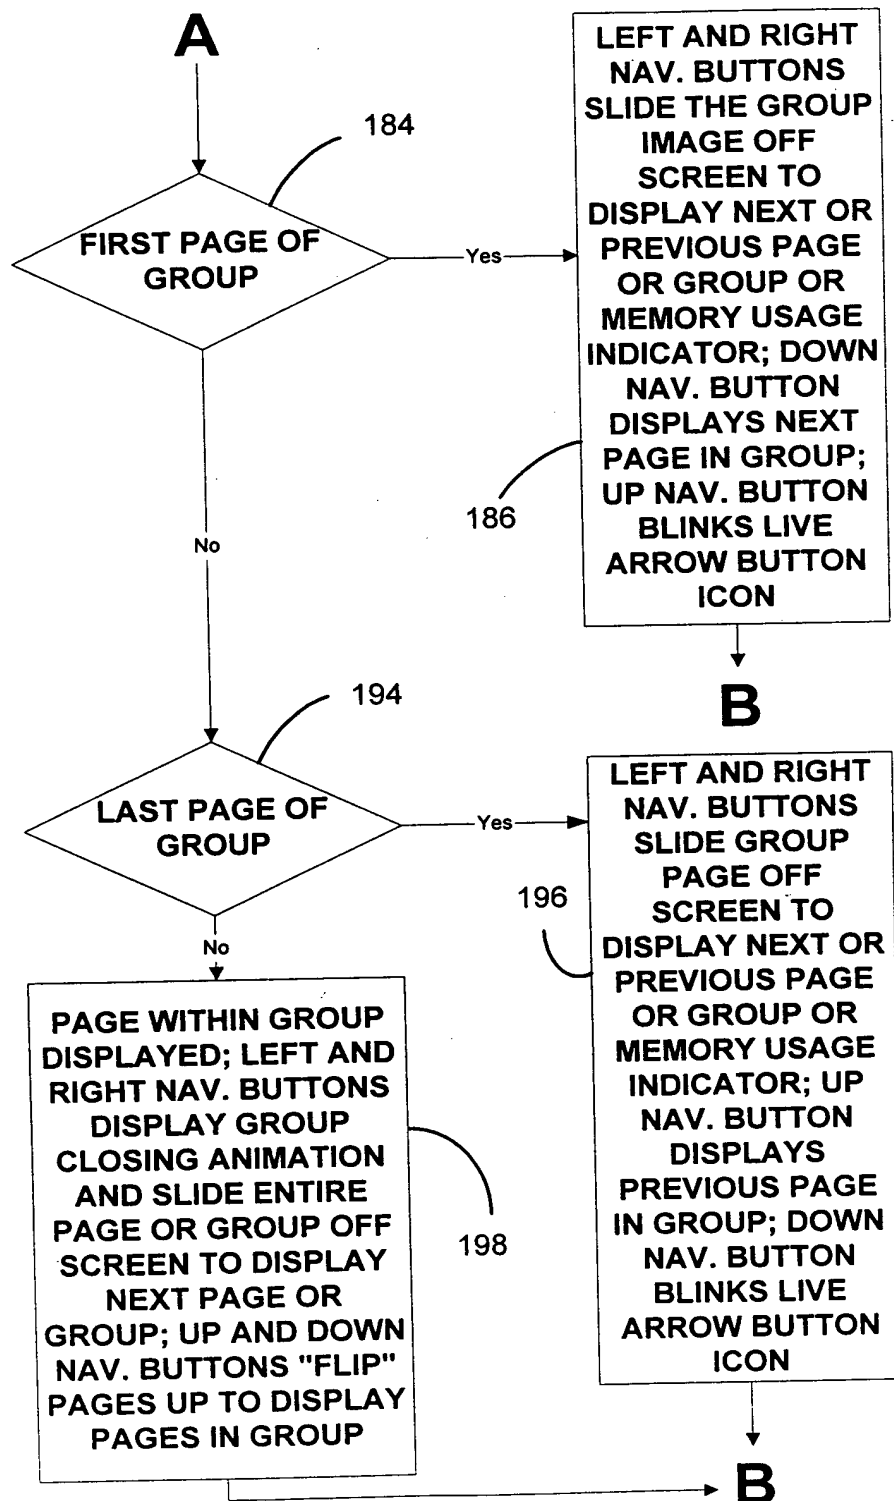 A
184
FIRST PAGE OF
GROUP
Yes
LEFT AND RIGHT
NAV. BUTTONS
SLIDE THE GROUP
IMAGE OFF
SCREEN TO
DISPLAY NEXT OR
PREVIOUS PAGE
OR GROUP OR
MEMORY USAGE
INDICATOR; DOWN
NAV. BUTTON
DISPLAYS NEXT
PAGE IN GROUP;
UP NAV. BUTTON
BLINKS LIVE
ARROW BUTTON
ICON
186
No
B
194
LAST PAGE OF
GROUP
Yes
LEFT AND RIGHT
NAV. BUTTONS
SLIDE GROUP
PAGE OFF
SCREEN TO
DISPLAY NEXT OR
PREVIOUS PAGE
OR GROUP OR
MEMORY USAGE
INDICATOR; UP
NAV. BUTTON
DISPLAYS
PREVIOUS PAGE
IN GROUP; DOWN
NAV. BUTTON
BLINKS LIVE
ARROW BUTTON
ICON
196
No
PAGE WITHIN GROUP
DISPLAYED; LEFT AND
RIGHT NAV. BUTTONS
DISPLAY GROUP
CLOSING ANIMATION
AND SLIDE ENTIRE
PAGE OR GROUP OFF
SCREEN TO DISPLAY
NEXT PAGE OR
GROUP; UP AND DOWN
NAV. BUTTONS "FLIP"
PAGES UP TO DISPLAY
PAGES IN GROUP
198
B